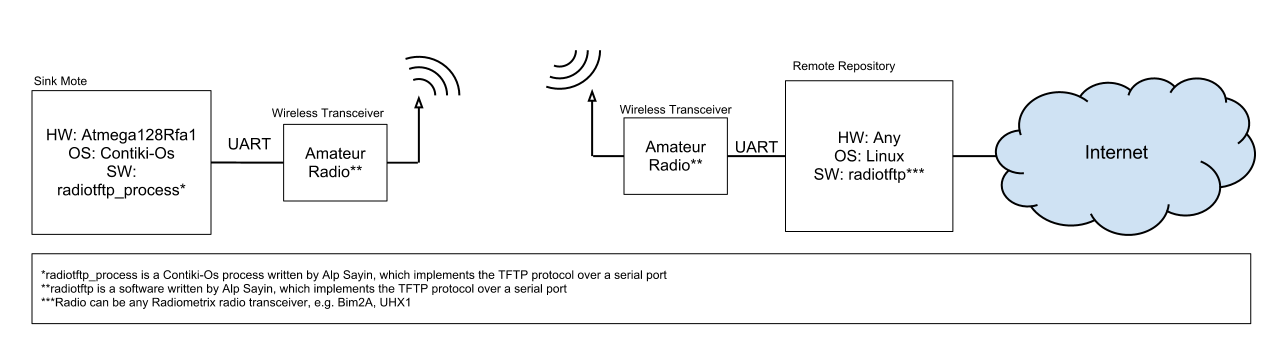 Sink Mote
HW: Atmega128Rfa1
OS: Contiki-Os
SW:
radiotftp_process*
UART
Wireless Transceiver
Amateur
Radio**
Wireless Transceiver
Amateur
Radio**
UART
Remote Repository
HW: Any
OS: Linux
SW: radiotftp***
Internet
*radiotftp_process is a Contiki-Os process written by Alp Sayin, which implements the TFTP protocol over a serial port
**radiotftp is a software written by Alp Sayin, which implements the TFTP protocol over a serial port
***Radio can be any Radiometrix radio transceiver, e.g. Bim2A, UHX1